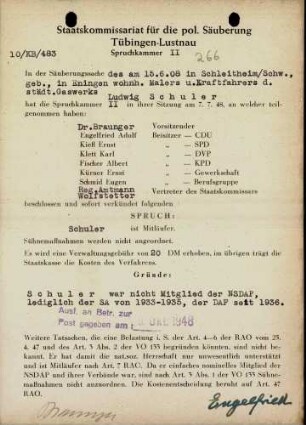 Staatskommissariat für die pol. Säuberung
Tübingen-Lustnau
Spruchkammer II
10/KB/483
266
In der Säuberungssache des am 15.6.08 in Schleitheim/Schw.,
geb., in Eningen wohnh. Malers u. Kraftfahrers d.
städt. Gaswerks
Ludwig Schuler
hat die Spruchkammer II in ihrer Sitzung am 7.7.48, an welcher teil-
genommen haben:
Dr. Braunger Vorsitzender
Engelfried Adolf Beisitzer — CDU
Kieß Ernst „ — SPD
Klett Karl „ — DVP
Fischer Albert „ — KPD
Kürner Ernst „ — Gewerkschaft
Schmid Eugen „ — Berufsgruppe
Reg.Amtmann Vertreter des Staatskommissars
Wolfstetter
beschlossen und sofort verkündet folgenden
SPRUCH:
Schuler ist Mitläufer.
Sühnemaßnahmen werden nicht angeordnet.
Es wird eine Verwaltungsgebühr von 20 DM erhoben, im übrigen trägt die
Staatskasse die Kosten des Verfahrens.
Gründe:
Schuler war nicht Mitglied der NSDAP,
lediglich der SA von 1933-1935, der DAF seit 1936.
Ausf. an Betr. zur
Post gegeben am 1948
Weitere Tatsachen, die eine Belastung i. S. der Art. 4—6 der RAO vom 25.
4. 47 und des Art. 3 Abs. 2 der VO 133 begründen könnten, sind nicht be-
kannt. Er hat damit die nat.soz. Herrschaft nur unwesentlich unterstützt
und ist Mitläufer nach Art. 7 RAO. Da er einfaches nominelles Mitglied der
NSDAP und ihrer Verbände war, sind nach Art. 3 Abs. 1 der VO 133 Sühne-
maßnahmen nicht anzuordnen. Die Kostenentscheidung beruht auf Art. 47
RAO.
Braunger
Engelfried